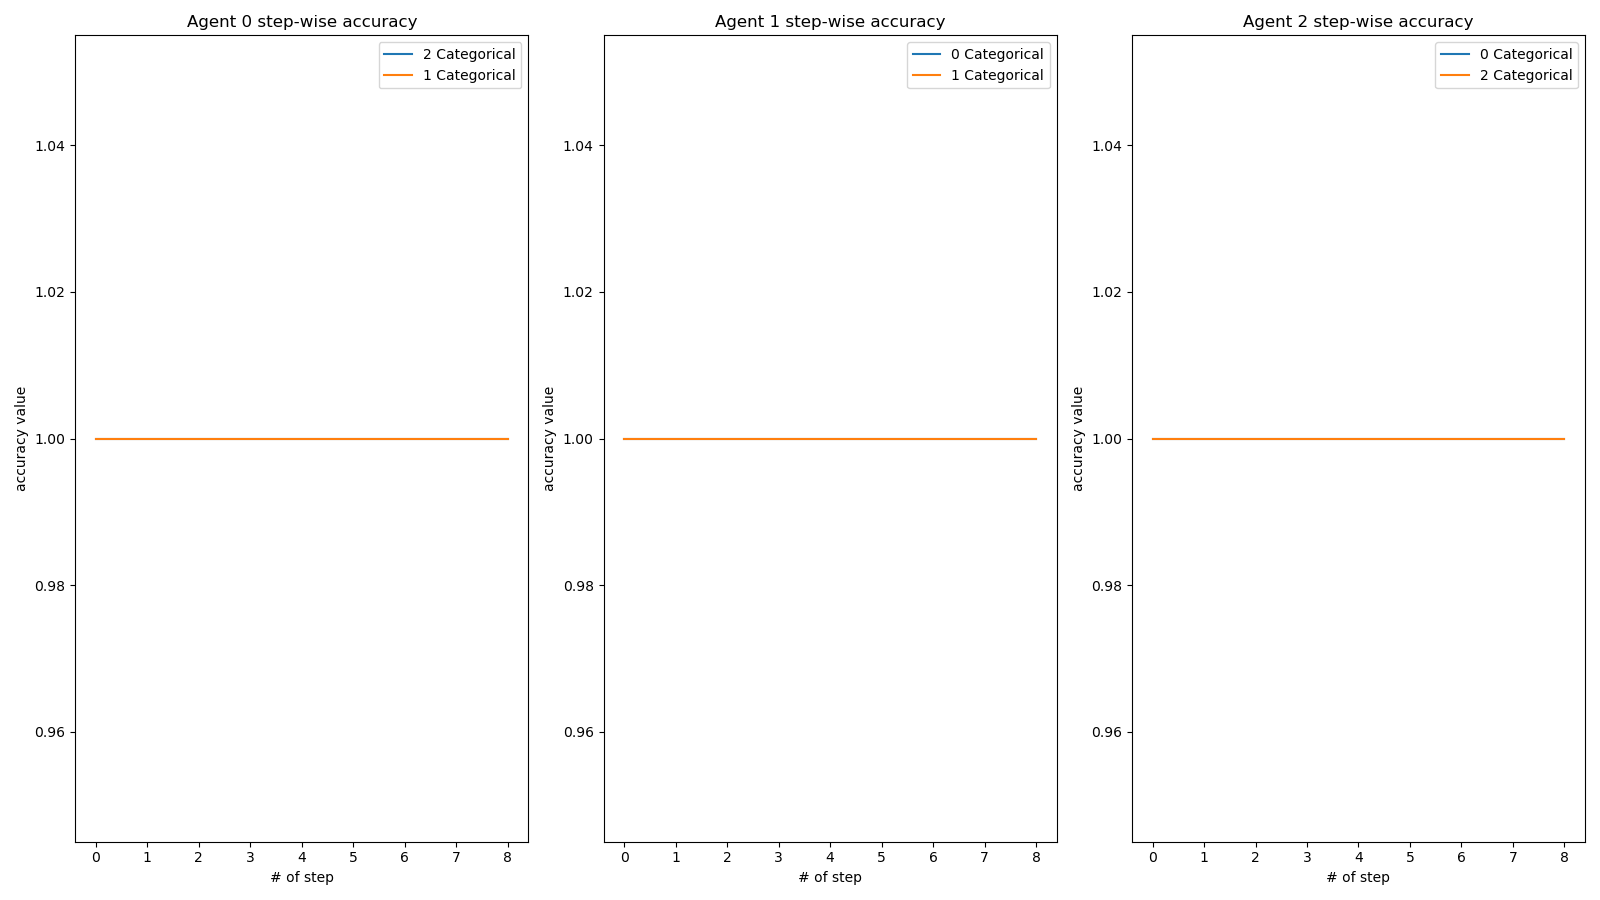 Agent 0 step-wise accuracy
2 Categorical
1 Categorical
1.04
1.02
1.00
0.98
0.96
accuracy value
0 1 2 3 4 5 6 7 8
# of step
Agent 1 step-wise accuracy
0 Categorical
1 Categorical
1.04
1.02
1.00
0.98
0.96
accuracy value
0 1 2 3 4 5 6 7 8
# of step
Agent 2 step-wise accuracy
0 Categorical
2 Categorical
1.04
1.02
1.00
0.98
0.96
accuracy value
0 1 2 3 4 5 6 7 8
# of step